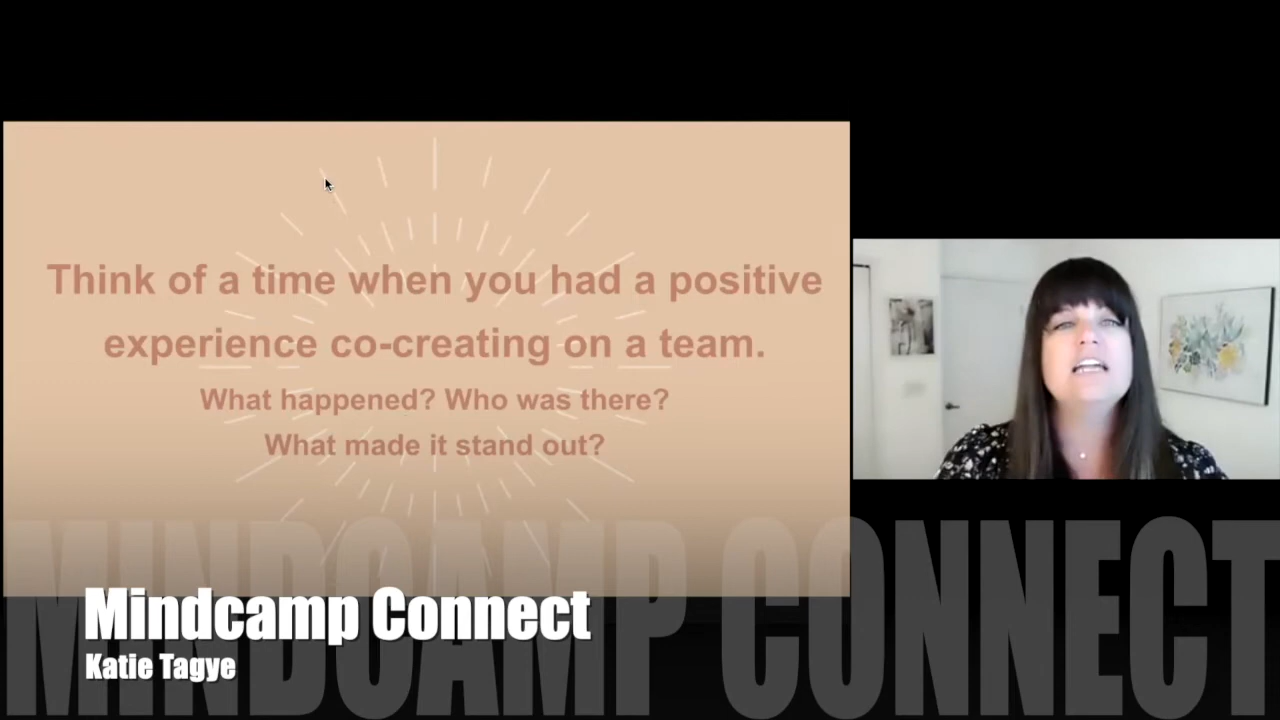 Think of a time when you had a positive
experience co-creating on a team.
What happened? Who was there?
What made it stand out?
MINDCAMP CONNECT
Mindcamp Connect
Katie Tagye